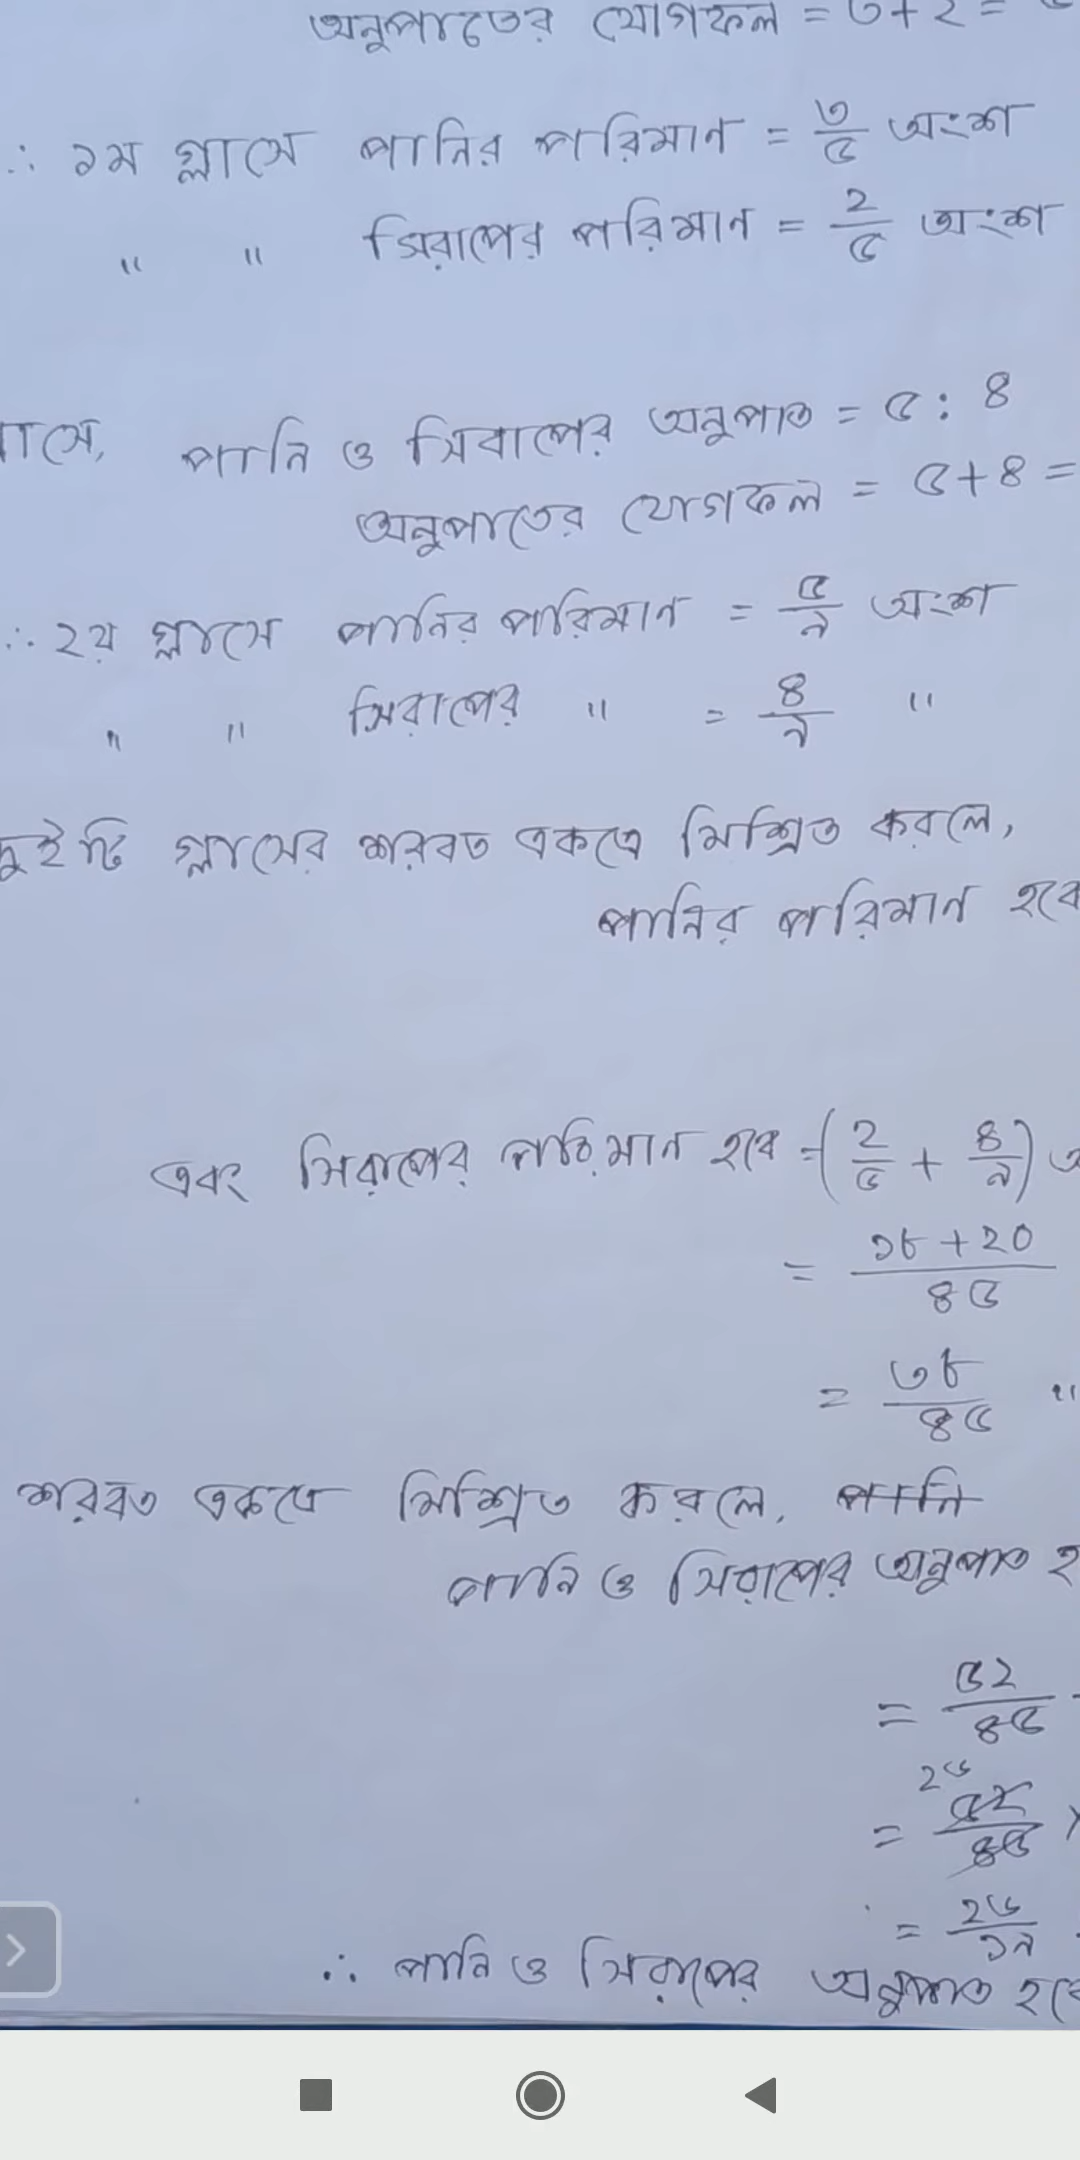 অনুপাতের যোগফল = ৩+২ =
∴ ১ম গ্লাসে পানির পরিমান = ৩/৫ অংশ
" " সিরাপের পরিমান = ২/৫ অংশ
াসে, পানি ও সিরাপের অনুপাত = ৫:৪
অনুপাতের যোগফল = ৫+৪ =
∴ ২য় গ্লাসে পানির পরিমান = ৫/৯ অংশ
" " সিরাপের " = ৪/৯ "
দুইটি গ্লাসের শরবত একত্রে মিশ্রিত করলে,
পানির পরিমান হবে
এবং সিরাপের পরিমান হবে =(২/৫ + ৪/৯) অ
= ১৮+২০/৪৫
= ৩৮/৪৫ "
শরবত একত্রে মিশ্রিত করলে, পানি
পানি ও সিরাপের অনুপাত হ
= ৫২/৪৫
= ২৬ ৫২/৪৫ ×
= ২৬/১৯
∴ পানি ও সিরাপের অনুপাত হবে